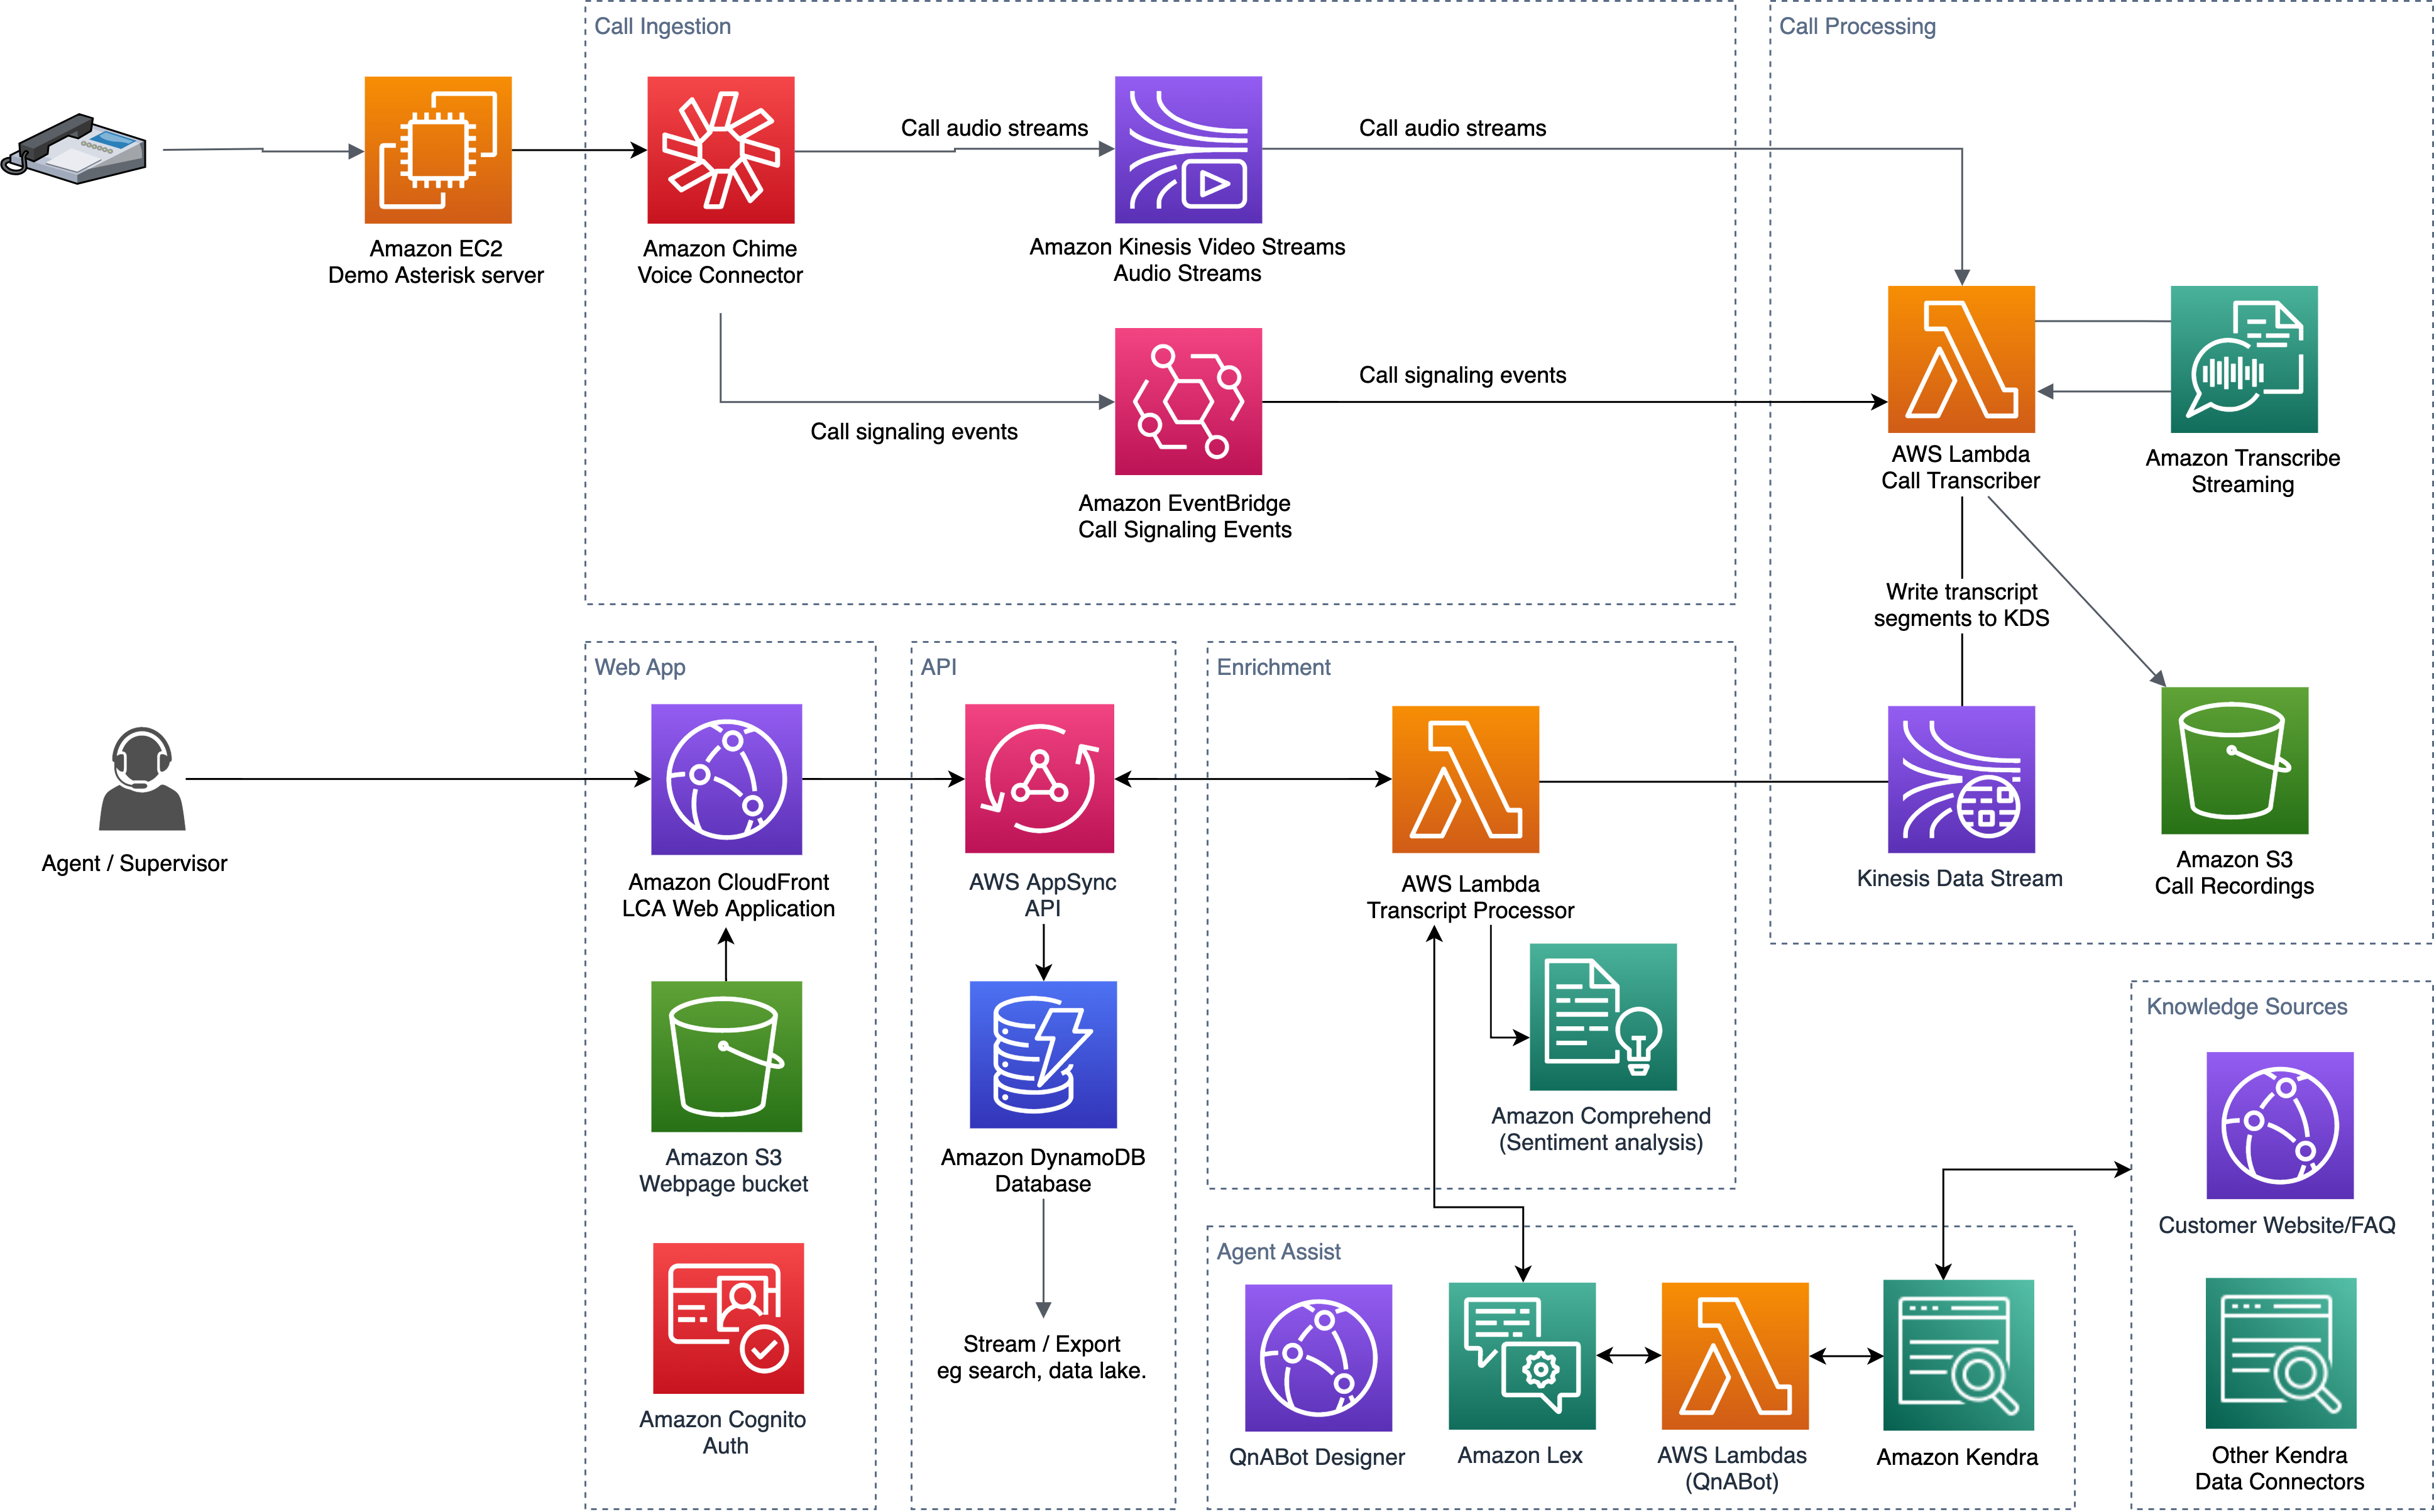 Call Ingestion
Call Processing
Call audio streams
Call audio streams
Amazon EC2
Demo Asterisk server
Amazon Chime
Voice Connector
Amazon Kinesis Video Streams
Audio Streams
Call signaling events
Call signaling events
Amazon EventBridge
Call Signaling Events
AWS Lambda
Call Transcriber
Amazon Transcribe
Streaming
Write transcript
segments to KDS
Web App
API
Enrichment
Agent / Supervisor
Amazon CloudFront
LCA Web Application
AWS AppSync
API
AWS Lambda
Transcript Processor
Kinesis Data Stream
Amazon S3
Call Recordings
Amazon S3
Webpage bucket
Amazon DynamoDB
Database
Amazon Comprehend
(Sentiment analysis)
Knowledge Sources
Customer Website/FAQ
Agent Assist
Stream / Export
eg search, data lake.
Amazon Cognito
Auth
QnABot Designer
Amazon Lex
AWS Lambdas
(QnABot)
Amazon Kendra
Other Kendra
Data Connectors